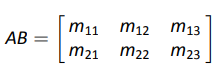 AB = [ m₁₁ m₁₂ m₁₃
m₂₁ m₂₂ m₂₃ ]